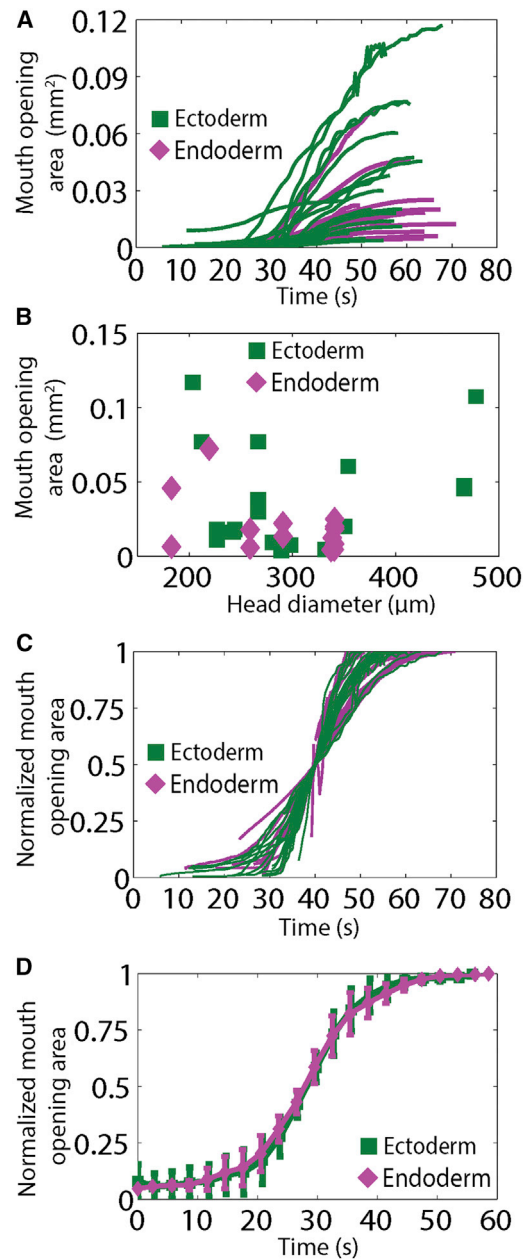 A
Mouth opening
area (mm²)
0.12
0.09
0.06
0.03
0
Ectoderm
Endoderm
10 20 30 40 50 60 70 80
Time (s)
B
Mouth opening
area (mm²)
0.15
0.1
0.05
0
Ectoderm
Endoderm
200 300 400 500
Head diameter (μm)
C
Normalized mouth
opening area
1
0.75
0.5
0.25
0
Ectoderm
Endoderm
0 10 20 30 40 50 60 70 80
Time (s)
D
Normalized mouth
opening area
1
0.75
0.5
0.25
0
Ectoderm
Endoderm
0 10 20 30 40 50 60
Time (s)